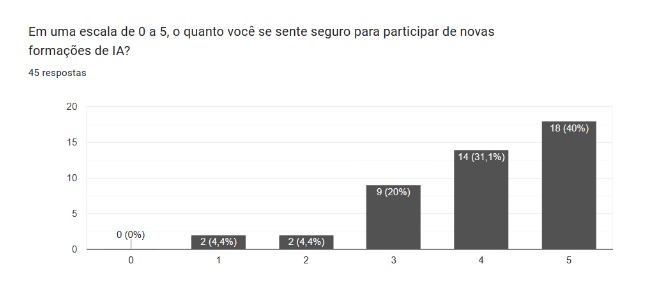 Em uma escala de 0 a 5, o quanto você se sente seguro para participar de novas
formações de IA?
45 respostas
20
15
10
5
0
0 (0%)
2 (4,4%)
2 (4,4%)
9 (20%)
14 (31,1%)
18 (40%)
0 1 2 3 4 5